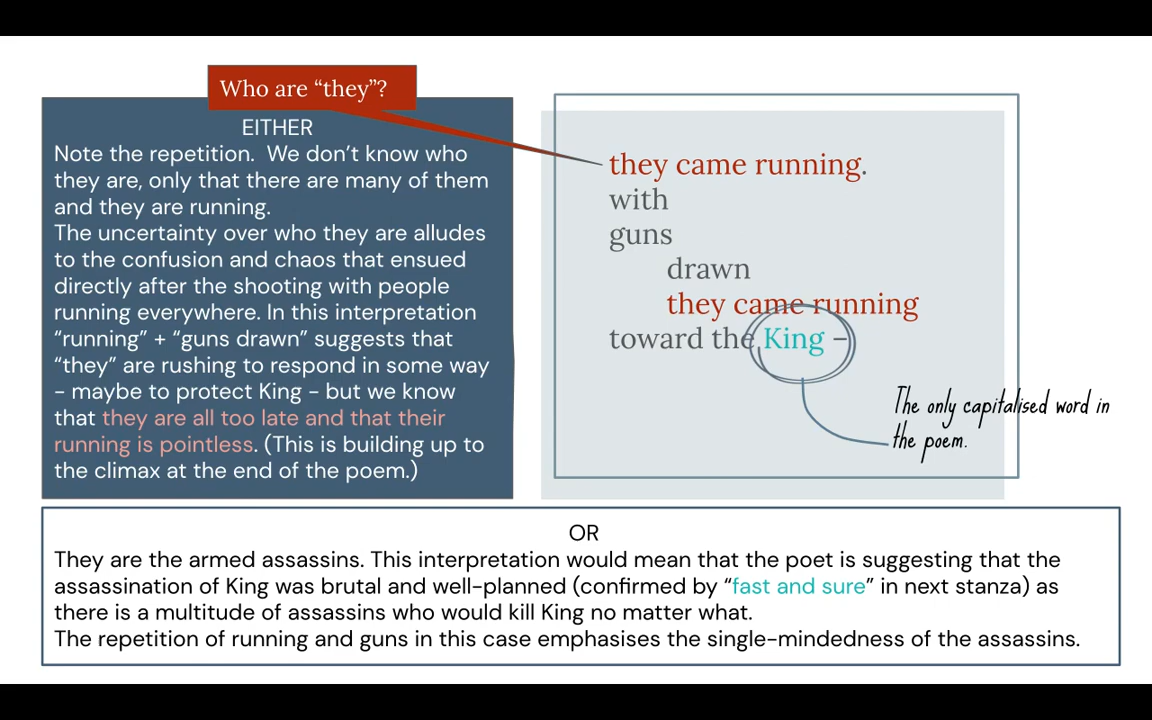 Who are “they”?
EITHER
Note the repetition.  We don’t know who
they are, only that there are many of them
and they are running.
The uncertainty over who they are alludes
to the confusion and chaos that ensued
directly after the shooting with people
running everywhere. In this interpretation
“running” + “guns drawn” suggests that
“they” are rushing to respond in some way
– maybe to protect King – but we know
that they are all too late and that their
running is pointless. (This is building up to
the climax at the end of the poem.)
they came running.
with
guns
drawn
they came running
toward the King –
The only capitalised word in
the poem.
OR
They are the armed assassins. This interpretation would mean that the poet is suggesting that the
assassination of King was brutal and well-planned (confirmed by “fast and sure” in next stanza) as
there is a multitude of assassins who would kill King no matter what.
The repetition of running and guns in this case emphasises the single-mindedness of the assassins.